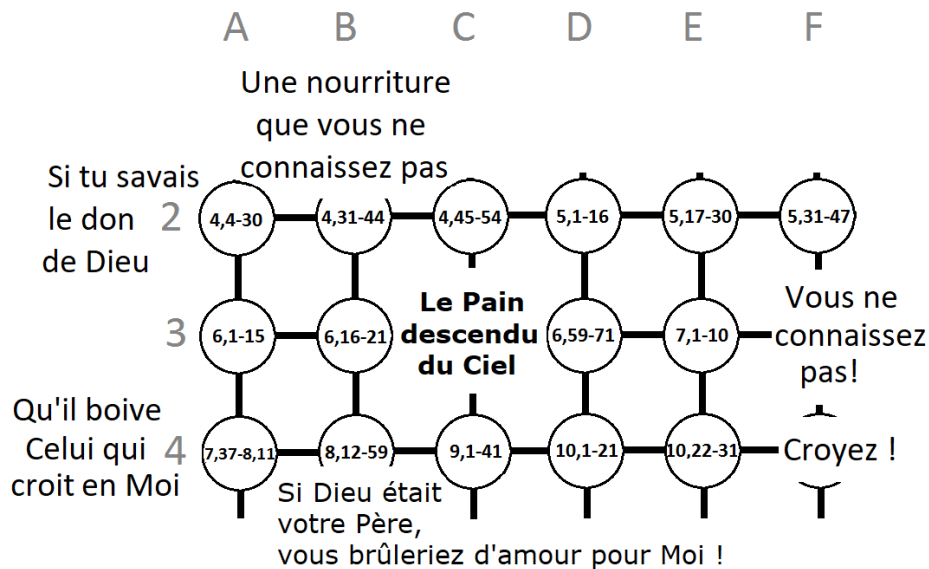 A B C D E F
Une nourriture
que vous ne
connaissez pas
Si tu savais
le don
de Dieu
2 4,4-30 4,31-44 4,45-54 5,1-16 5,17-30 5,31-47
3 6,1-15 6,16-21
Le Pain
descendu
du Ciel
6,59-71 7,1-10
Vous ne
connaissez
pas!
Qu'il boive
Celui qui
croit en Moi
4 7,37-8,11 8,12-59 9,1-41 10,1-21 10,22-31 Croyez !
Si Dieu était
votre Père,
vous brûleriez d'amour pour Moi !